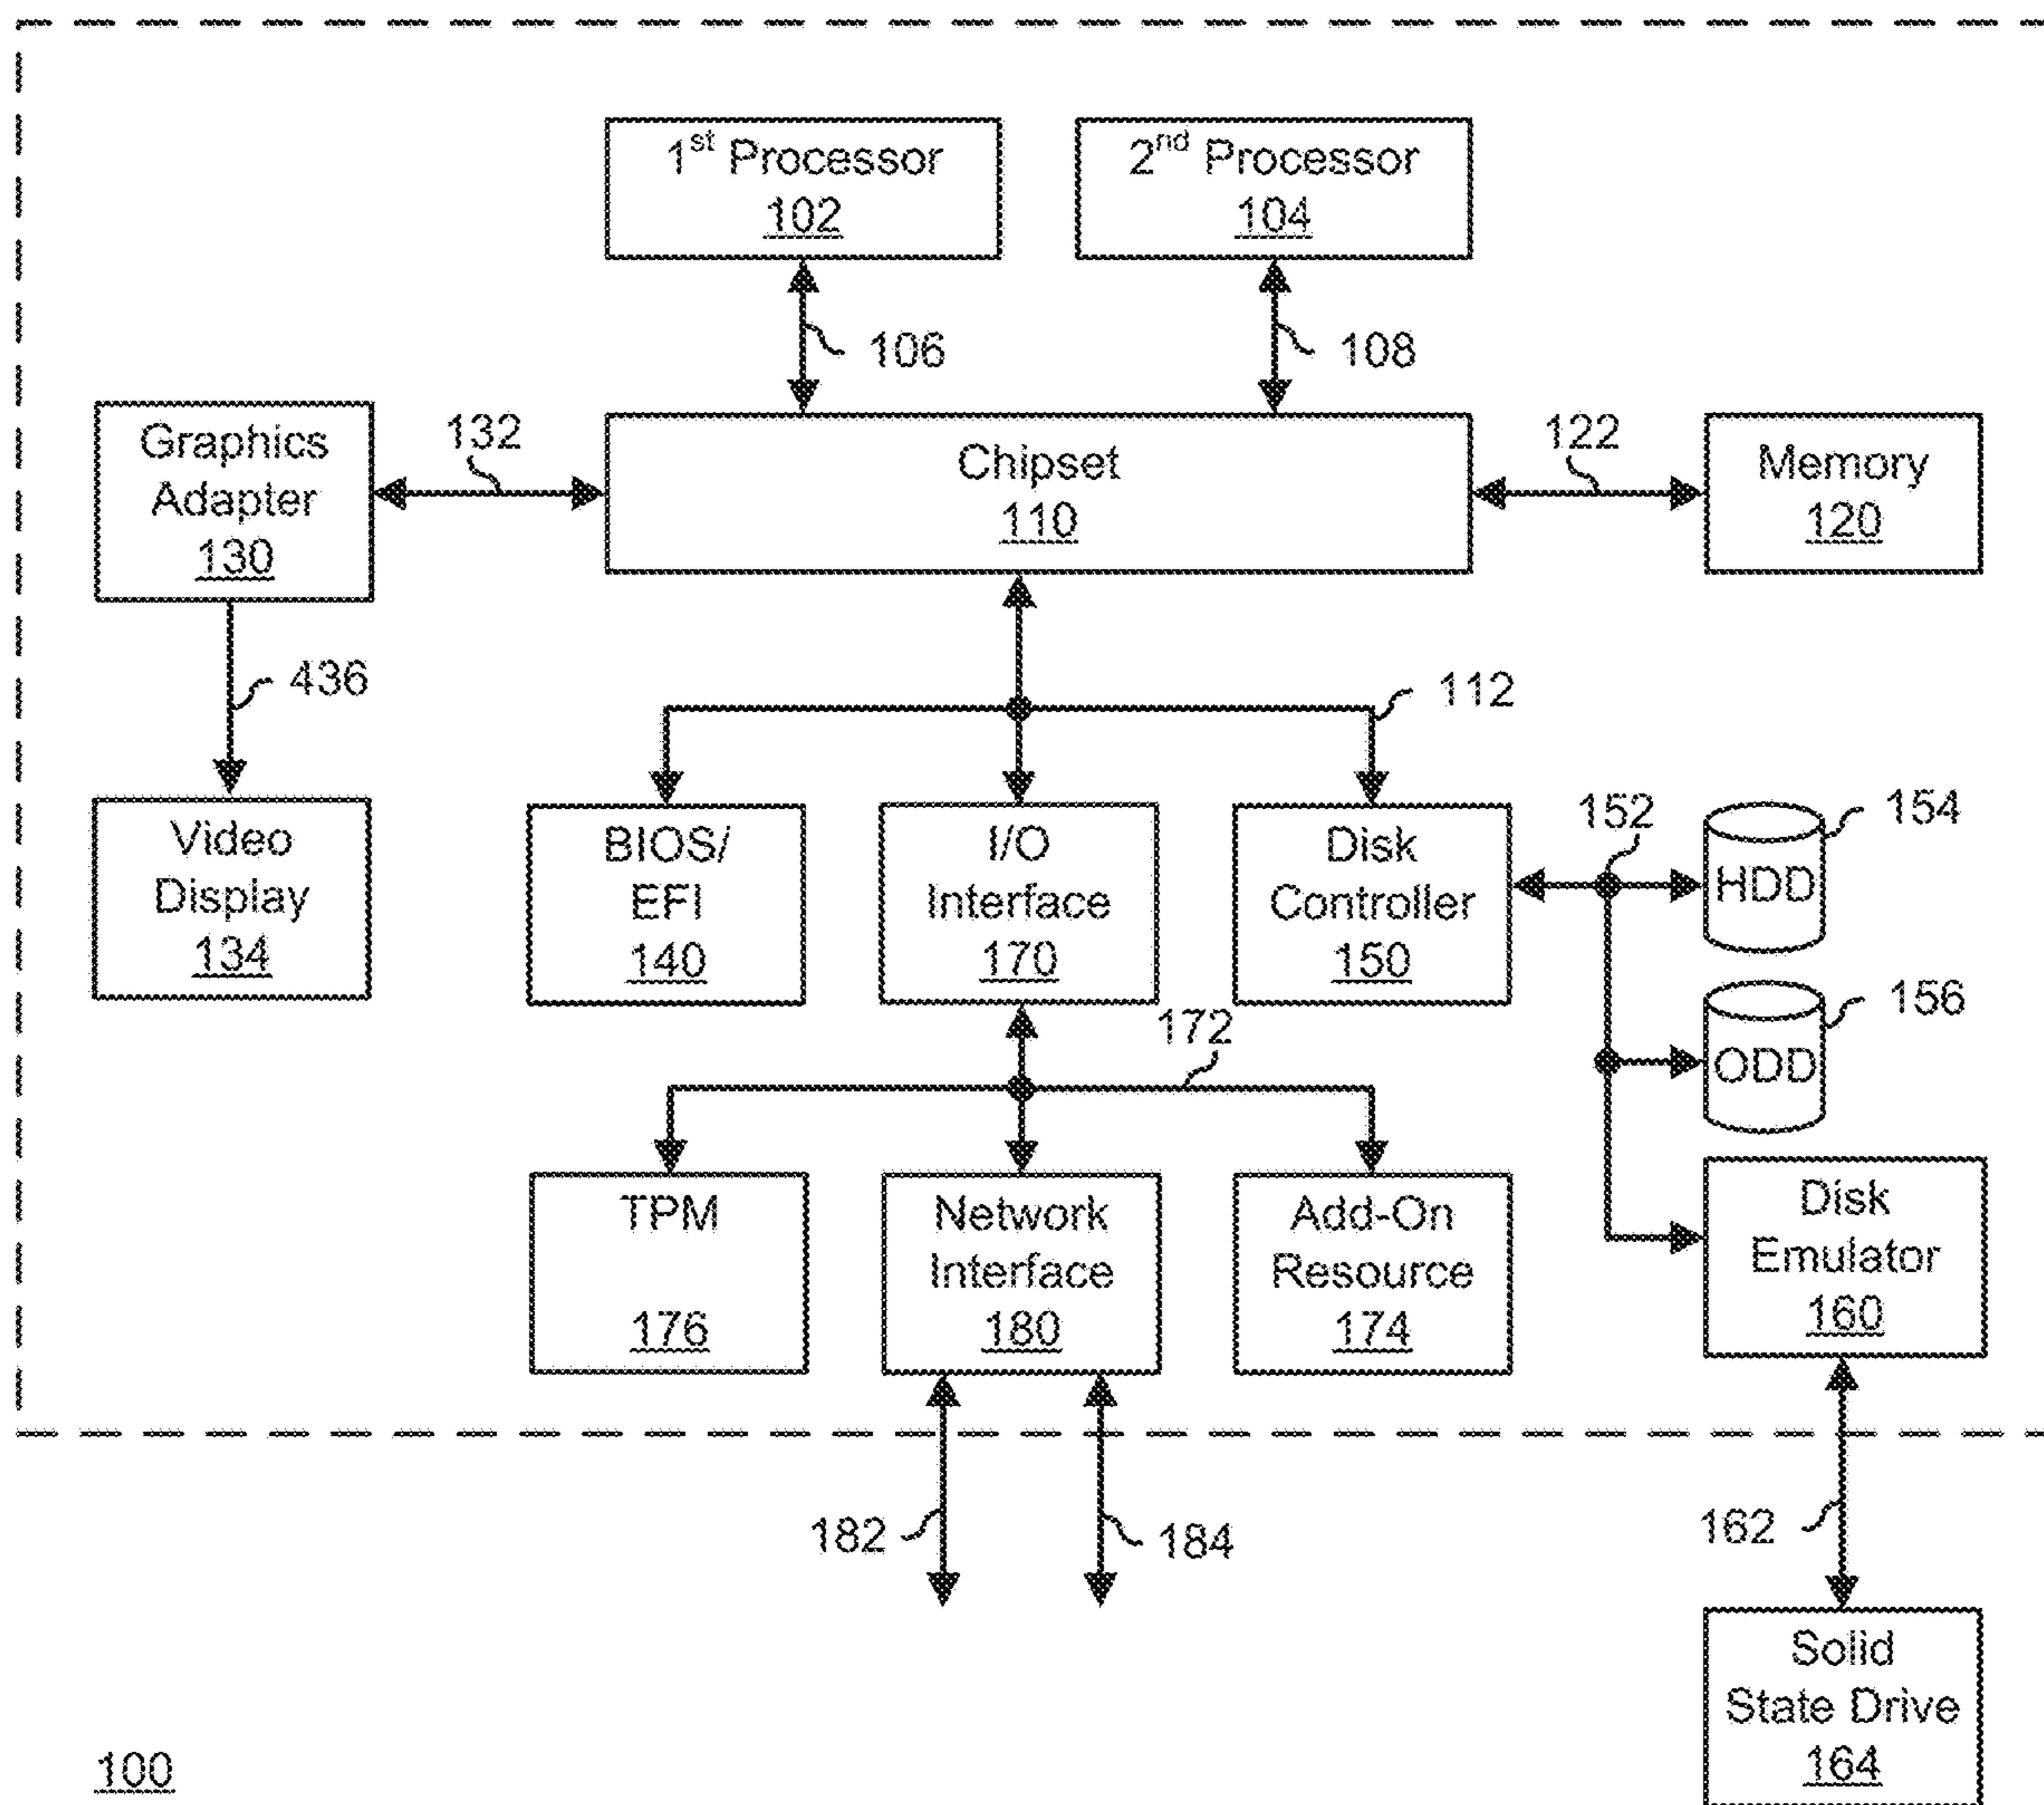 1st Processor
102
2nd Processor
104
106
108
Graphics
Adapter
130
132
Chipset
110
122
Memory
120
436
112
Video
Display
134
BIOS/
EFI
140
I/O
Interface
170
Disk
Controller
150
152
154
HDD
156
ODD
172
TPM
176
Network
Interface
180
Add-On
Resource
174
Disk
Emulator
160
182
184
162
Solid
State Drive
164
100